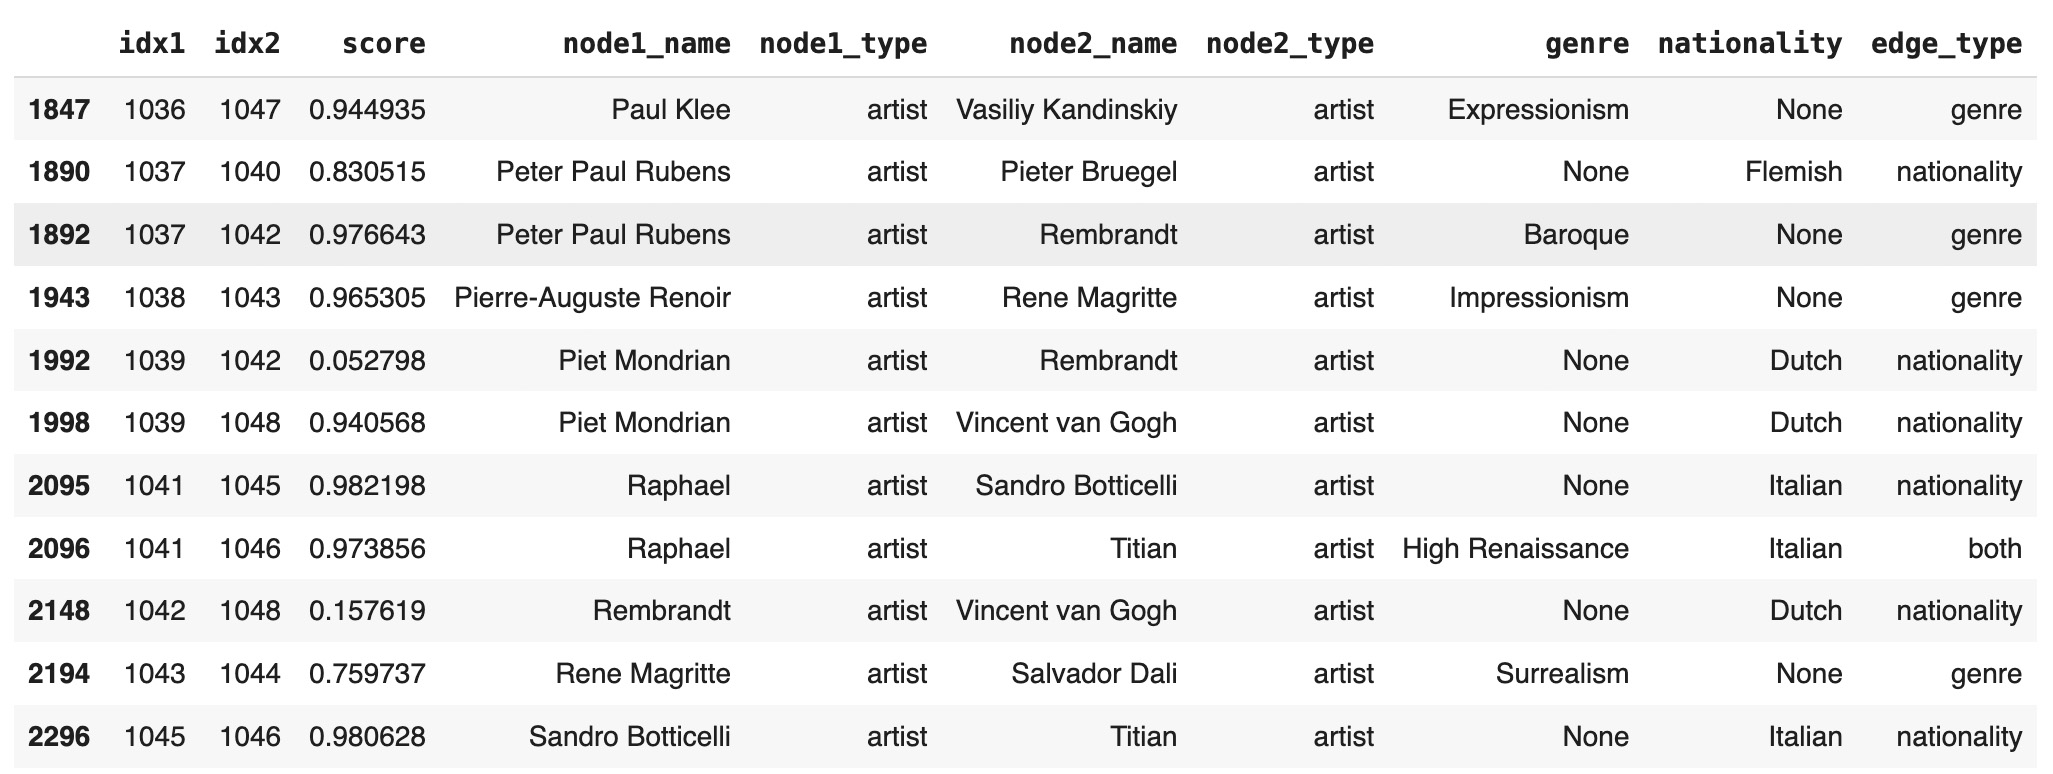 idx1 idx2 score node1_name node1_type node2_name node2_type genre nationality edge_type
1847 1036 1047 0.944935 Paul Klee artist Vasiliy Kandinskiy artist Expressionism None genre
1890 1037 1040 0.830515 Peter Paul Rubens artist Pieter Bruegel artist None Flemish nationality
1892 1037 1042 0.976643 Peter Paul Rubens artist Rembrandt artist Baroque None genre
1943 1038 1043 0.965305 Pierre-Auguste Renoir artist Rene Magritte artist Impressionism None genre
1992 1039 1042 0.052798 Piet Mondrian artist Rembrandt artist None Dutch nationality
1998 1039 1048 0.940568 Piet Mondrian artist Vincent van Gogh artist None Dutch nationality
2095 1041 1045 0.982198 Raphael artist Sandro Botticelli artist None Italian nationality
2096 1041 1046 0.973856 Raphael artist Titian artist High Renaissance Italian both
2148 1042 1048 0.157619 Rembrandt artist Vincent van Gogh artist None Dutch nationality
2194 1043 1044 0.759737 Rene Magritte artist Salvador Dali artist Surrealism None genre
2296 1045 1046 0.980628 Sandro Botticelli artist Titian artist None Italian nationality